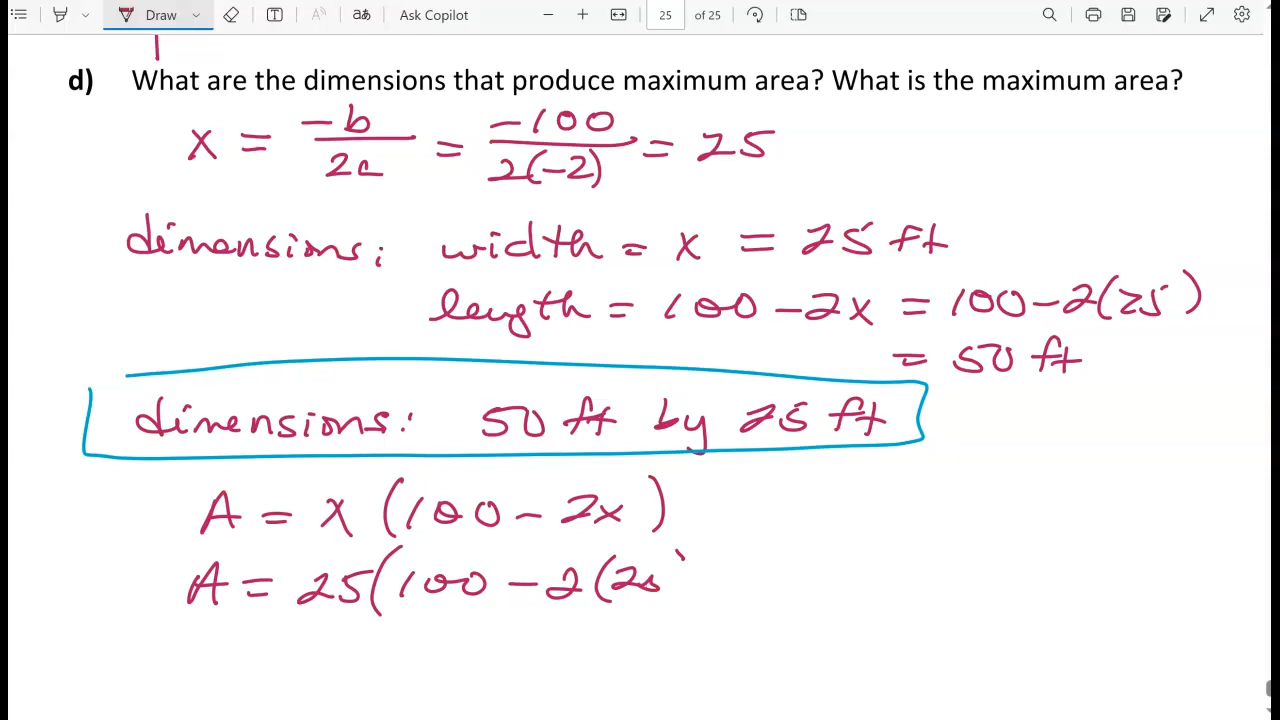 Draw
Ask Copilot
25 of 25
d) What are the dimensions that produce maximum area? What is the maximum area?
x = -b/2a = -100/2(-2) = 25
dimensions: width = x = 25 ft
length = 100 - 2x = 100 - 2(25)
= 50 ft
dimensions: 50 ft by 25 ft
A = x(100 - 2x)
A = 25(100 - 2(25